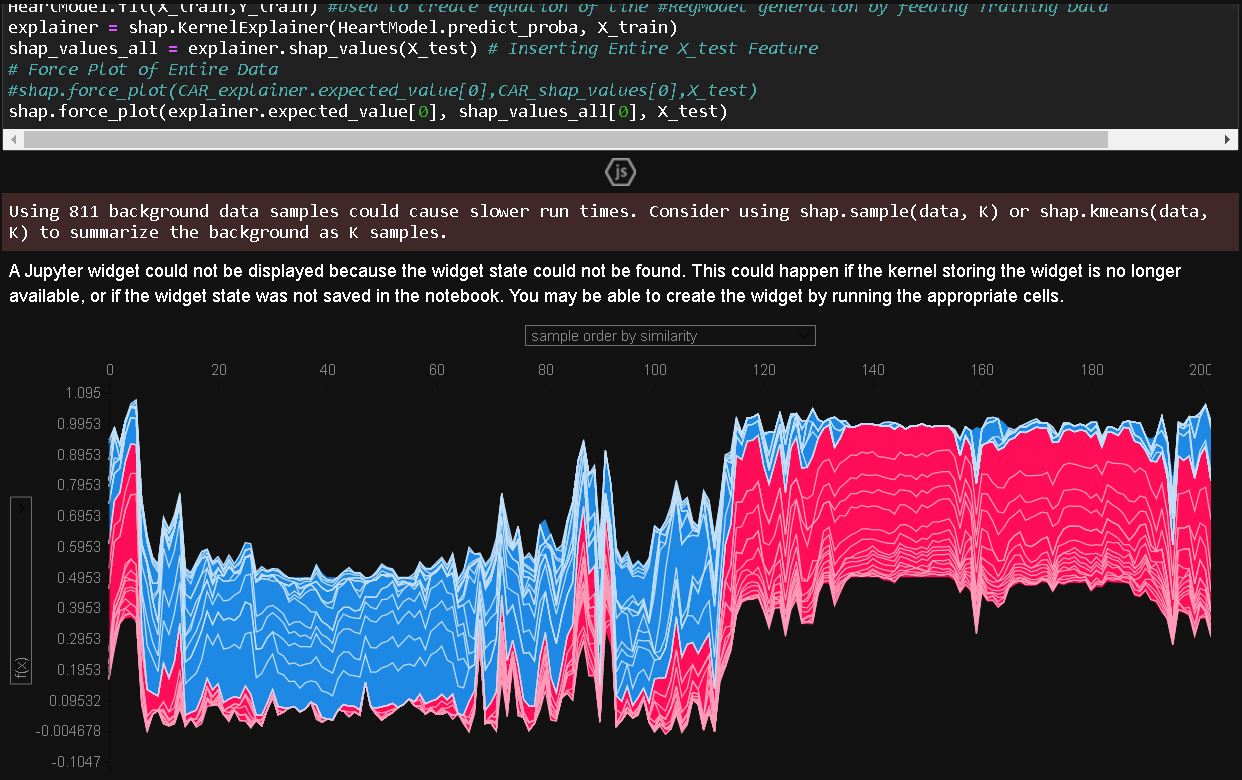 HeartModel.fit(X_train,Y_train) #used to create equation of line #RegModel generation by feeding Training Data
explainer = shap.KernelExplainer(HeartModel.predict_proba, X_train)
shap_values_all = explainer.shap_values(X_test) # Inserting Entire X_test Feature
# Force Plot of Entire Data
#shap.force_plot(CAR_explainer.expected_value[0],CAR_shap_values[0],X_test)
shap.force_plot(explainer.expected_value[0], shap_values_all[0], X_test)
js
Using 811 background data samples could cause slower run times. Consider using shap.sample(data, K) or shap.kmeans(data,
K) to summarize the background as K samples.
A Jupyter widget could not be displayed because the widget state could not be found. This could happen if the kernel storing the widget is no longer
available, or if the widget state was not saved in the notebook. You may be able to create the widget by running the appropriate cells.
sample order by similarity
0 20 40 60 80 100 120 140 160 180 200
1.095
0.9953
0.8953
0.7953
0.6953
0.5953
0.4953
0.3953
0.2953
0.1953
0.09532
-0.004678
-0.1047
f(x)